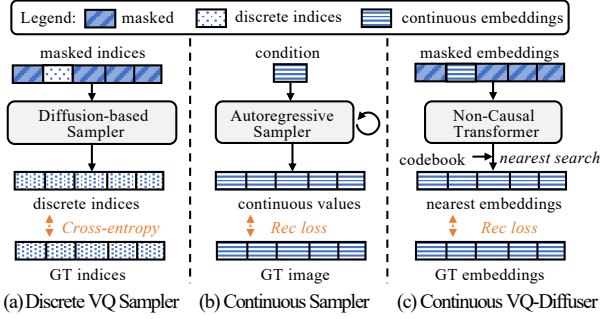 Legend: masked discrete indices continuous embeddings
masked indices
Diffusion-based
Sampler
discrete indices
Cross-entropy
GT indices
(a) Discrete VQ Sampler
condition
Autoregressive
Sampler
continuous values
Rec loss
GT image
(b) Continuous Sampler
masked embeddings
Non-Causal
Transformer
codebook nearest search
nearest embeddings
Rec loss
GT embeddings
(c) Continuous VQ-Diffuser